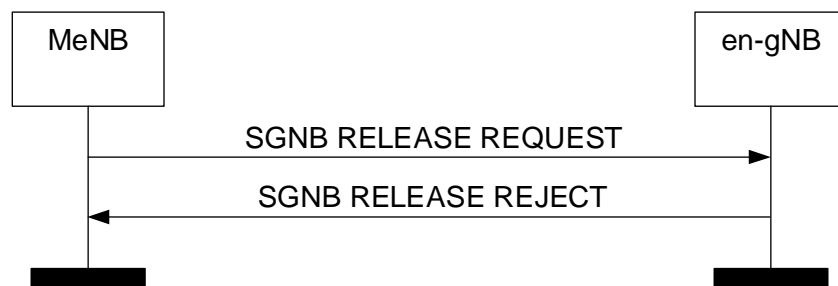 MeNB
en-gNB
SGNB RELEASE REQUEST
SGNB RELEASE REJECT